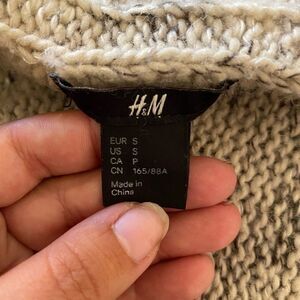 H&M
EUR S
US S
CA P
CN 165/88A
Made in
China